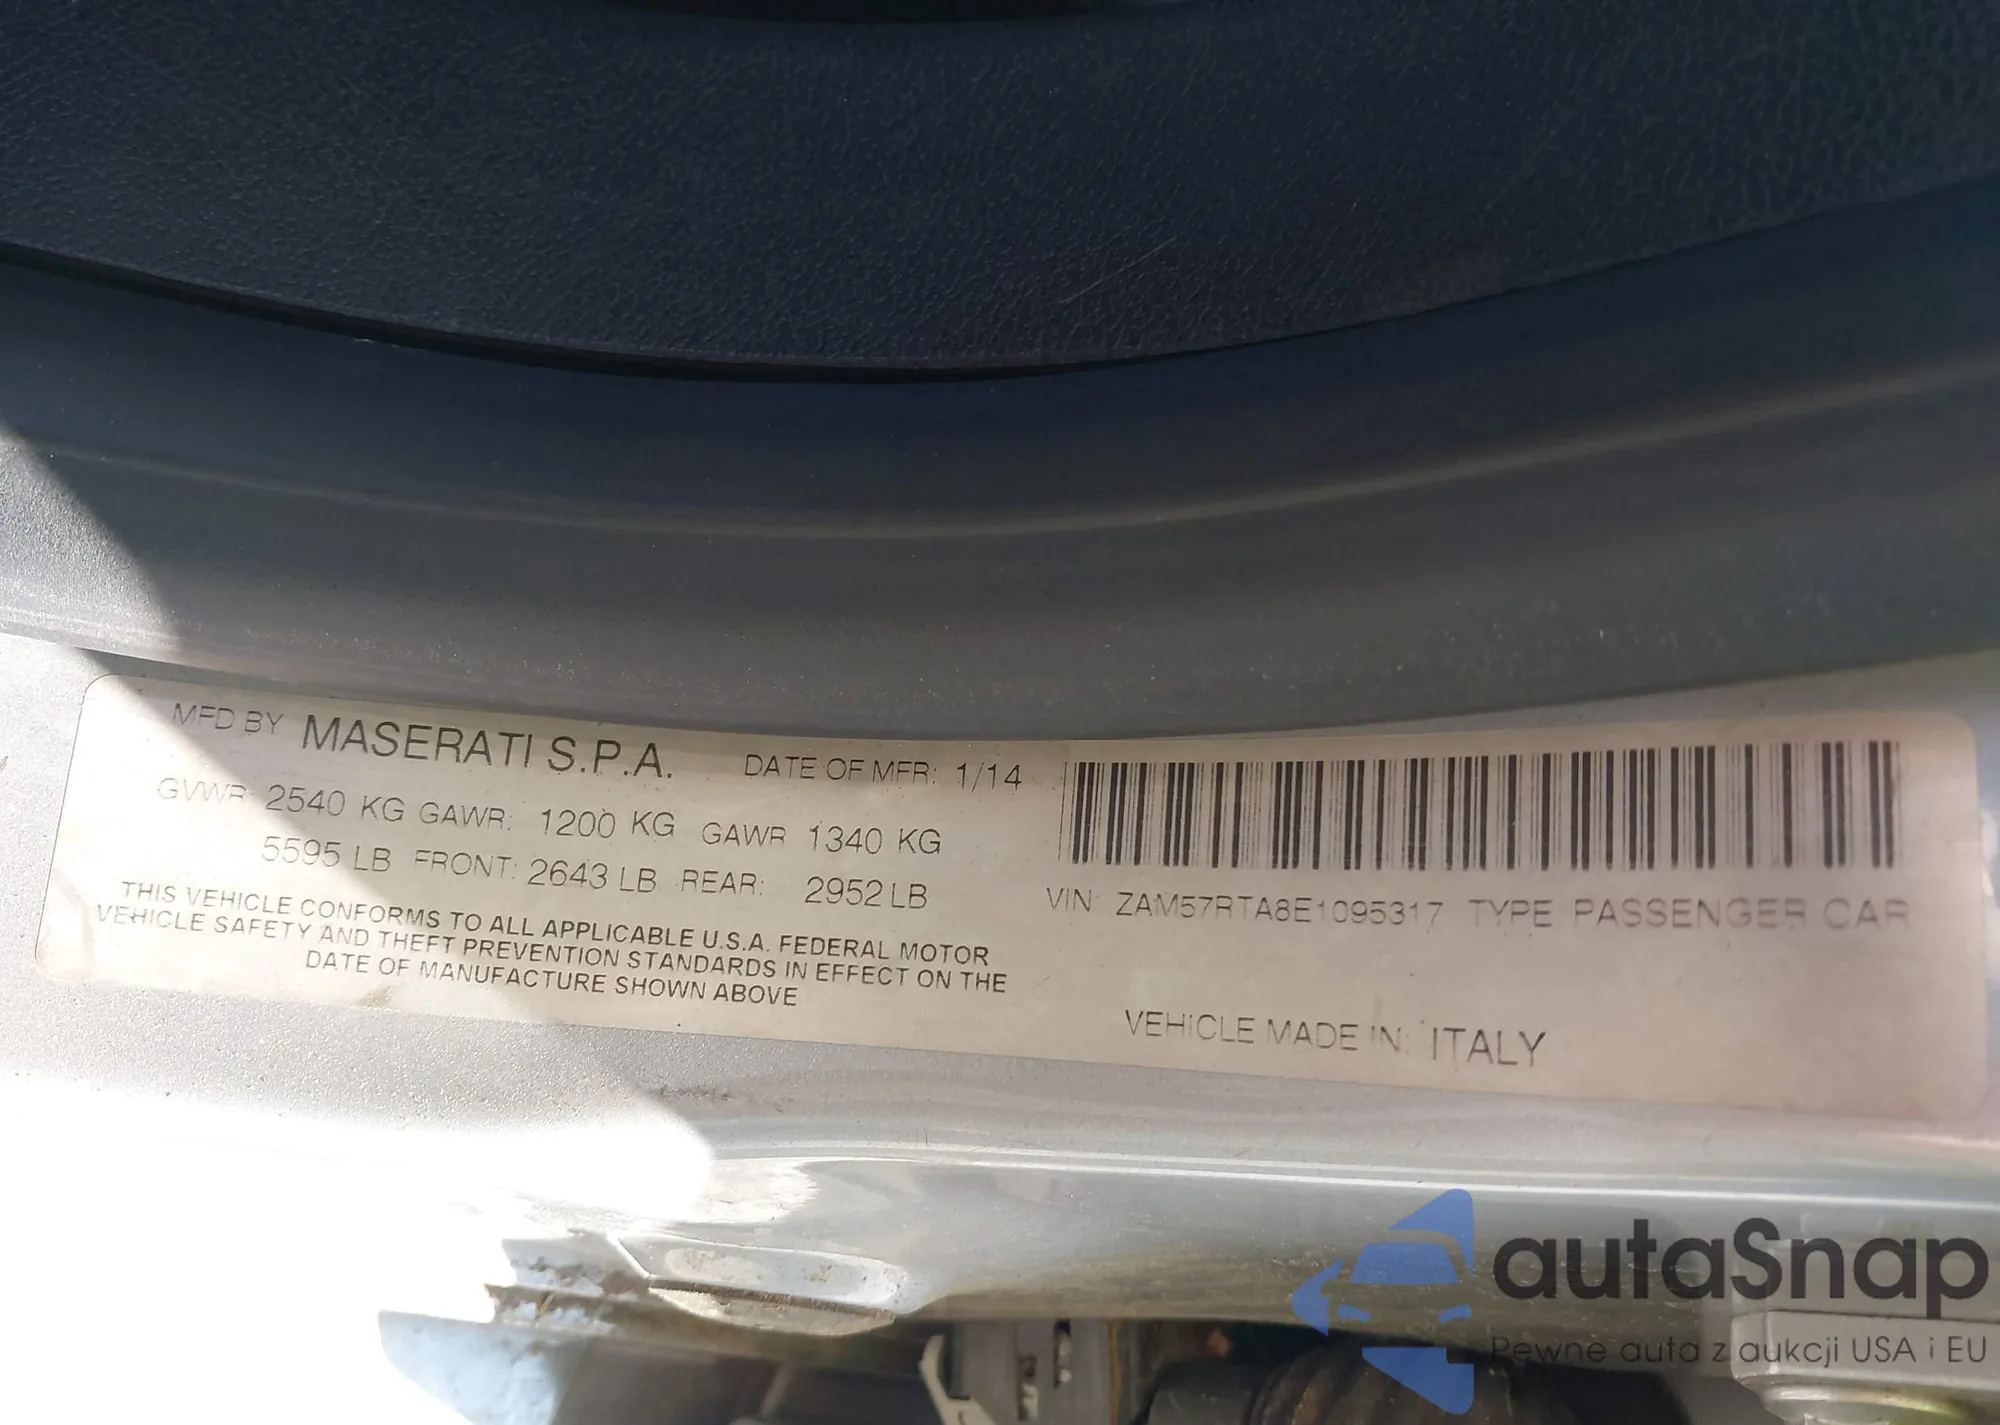 MFD BY MASERATI S.P.A. DATE OF MFR: 1/14
GVWR 2540 KG GAWR: 1200 KG GAWR 1340 KG
5595 LB FRONT: 2643 LB REAR: 2952 LB
THIS VEHICLE CONFORMS TO ALL APPLICABLE U.S.A. FEDERAL MOTOR
VEHICLE SAFETY AND THEFT PREVENTION STANDARDS IN EFFECT ON THE
DATE OF MANUFACTURE SHOWN ABOVE
VIN: ZAM57RTA8E1095317 TYPE PASSENGER CAR
VEHICLE MADE IN: ITALY
autaSnap
Pewne auta z aukcji USA i EU